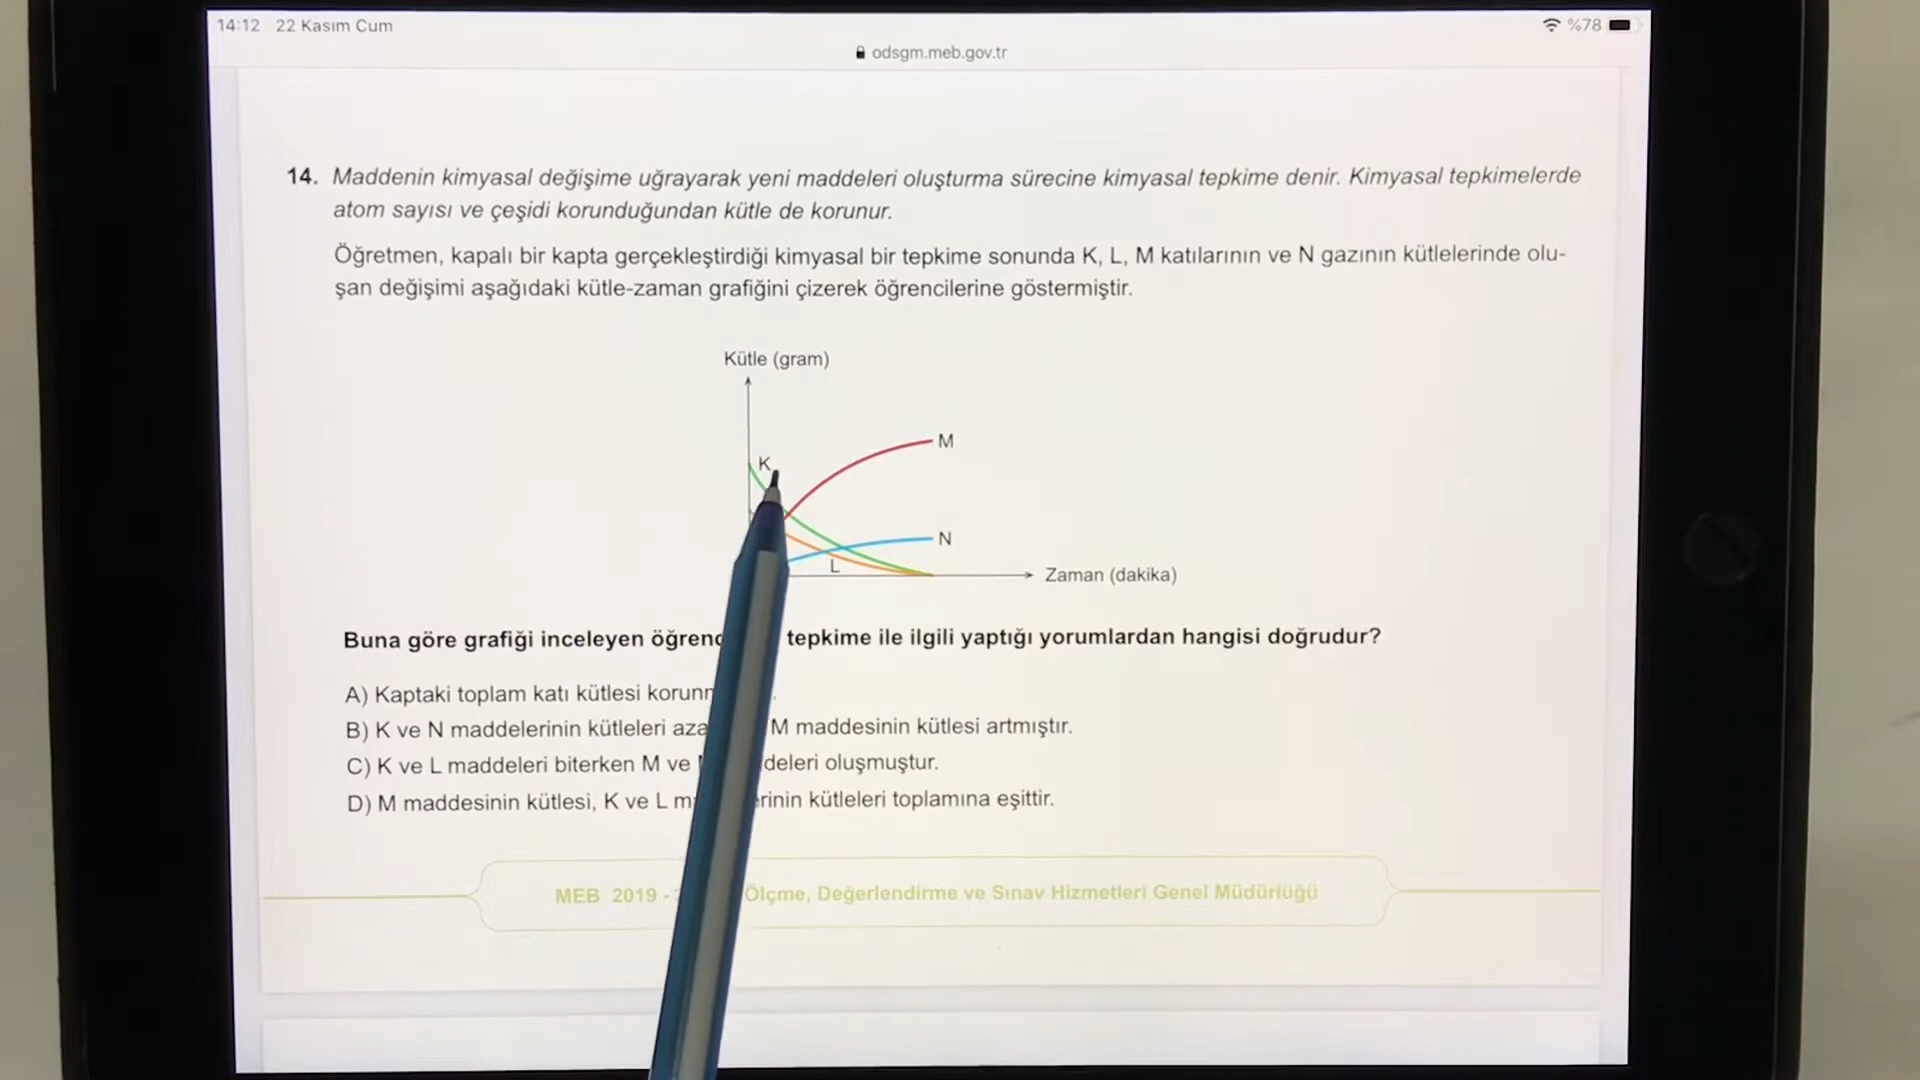 14:12 22 Kasım Cum
%78
odsgm.meb.gov.tr
14. Maddenin kimyasal değişime uğrayarak yeni maddeleri oluşturma sürecine kimyasal tepkime denir. Kimyasal tepkimelerde
atom sayısı ve çeşidi korunduğundan kütle de korunur.
Öğretmen, kapalı bir kapta gerçekleştirdiği kimyasal bir tepkime sonunda K, L, M katılarının ve N gazının kütlelerinde olu-
şan değişimi aşağıdaki kütle-zaman grafiğini çizerek öğrencilerine göstermiştir.
Kütle (gram)
M
K
N
L
Zaman (dakika)
Buna göre grafiği inceleyen tepkime ile ilgili yaptığı yorumlardan hangisi doğrudur?
A) Kaptaki toplam katı kütlesi
B) K ve N maddelerinin kütleleri M maddesinin kütlesi artmıştır.
C) K ve L maddeleri biterken M ve oluşmuştur.
D) M maddesinin kütlesi, K ve L kütleleri toplamına eşittir.
MEB 2019 - Ölçme, Değerlendirme ve Sınav Hizmetleri Genel Müdürlüğü